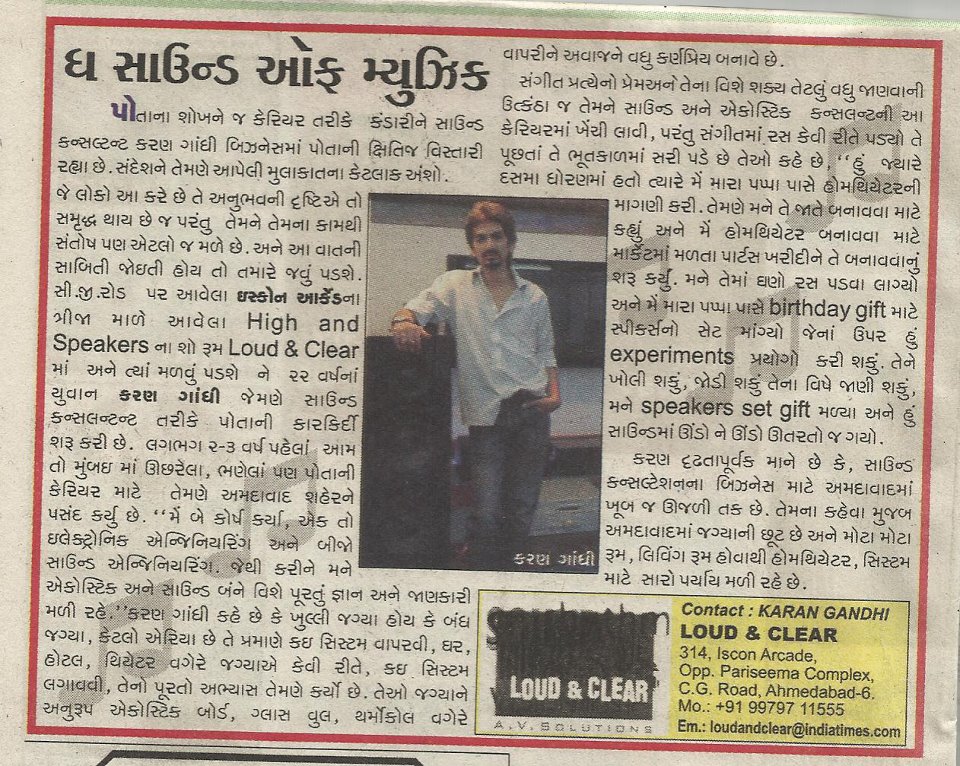 ધ સાઉન્ડ ઓફ મ્યુઝિક
પોતાના શોખને જ કેરિયર તરીકે કંડારીને સાઉન્ડ
કન્સલ્ટન્ટ કરણ ગાંધી બિઝનેસમાં પોતાની ક્ષિતિજ વિસ્તારી
રહ્યા છે. સંદેશને તેમણે આપેલી મુલાકાતના કેટલાક અંશો.
જે લોકો આ કરે છે તે અનુભવની દૃષ્ટિએ તો
સમૃદ્ધ થાય છે જ પરંતુ તેમને તેમના કામથી
સંતોષ પણ એટલો જ મળે છે. અને આ વાતની
સાબિતી જોઇતી હોય તો તમારે જવું પડશે.
સી.જી.રોડ પર આવેલા ઇસ્કોન આર્કેડના
ત્રીજા માળે આવેલા High and
Speakers ના શો રૂમ Loud & Clear
માં અને ત્યાં મળવું પડશે ને ૨૨ વર્ષનાં
યુવાન કરણ ગાંધી જેમણે સાઉન્ડ
કન્સલન્ટન્ટ તરીકે પોતાની કારકિર્દી
શરૂ કરી છે. લગભગ ૨-૩ વર્ષ પહેલાં આમ
તો મુંબઇ માં ઊછરેલા, ભણેલાં પણ પોતાની
કેરિયર માટે તેમણે અમદાવાદ શહેરને
પસંદ કર્યુ છે. ''મેં બે કોર્ષ કર્યા, એક તો
ઇલેક્ટ્રોનિક એન્જિનિયરિંગ અને બીજો
સાઉન્ડ એન્જિનિયરિંગ. જેથી કરીને મને
એકોસ્ટિક અને સાઉન્ડ બંને વિશે પૂરતું જ્ઞાન અને જાણકારી
મળી રહે.''કરણ ગાંધી કહે છે કે ખુલ્લી જગ્યા હોય કે બંધ
જગ્યા, કેટલો એરિયા છે તે પ્રમાણે કઇ સિસ્ટમ વાપરવી, ઘર,
હોટલ, થિયેટર વગેરે જગ્યાએ કેવી રીતે, કઇ સિસ્ટમ
લગાવવી, તેનો પૂરતો અભ્યાસ તેમણે કર્યો છે. તેઓ જગ્યાને
અનુરૂપ એકોસ્ટિક બોર્ડ, ગ્લાસ વુલ, થર્મોકોલ વગેરે
વાપરીને અવાજને વધુ કર્ણપ્રિય બનાવે છે.
સંગીત પ્રત્યેનો પ્રેમઅને તેના વિશે શક્ય તેટલું વધુ જાણવાની
ઉત્કંઠા જ તેમને સાઉન્ડ અને એકોસ્ટિક કન્સલન્ટની આ
કેરિયરમાં ખેંચી લાવી, પરંતુ સંગીતમાં રસ કેવી રીતે પડ્યો તે
પૂછતાં તે ભૂતકાળમાં સરી પડે છે તેઓ કહે છે, ''હું જ્યારે
દસમા ધોરણમાં હતો ત્યારે મેં મારા પપ્પા પાસે હોમથિયેટરની
માગણી કરી. તેમણે મને તે જાતે બનાવવા માટે
કહ્યું અને મેં હોમથિયેટર બનાવવા માટે
માર્કેટમાં મળતા પાર્ટસ ખરીદીને તે બનાવવાનું
શરૂ કર્યું. મને તેમાં ઘણો રસ પડવા લાગ્યો
અને મેં મારા પપ્પા પાસે birthday gift માટે
સ્પીકર્સનો સેટ માંગ્યો જેનાં ઉપર હું
experiments પ્રયોગો કરી શકું. તેને
ખોલી શકું, જોડી શકું તેના વિષે જાણી શકું,
મને speakers set gift મળ્યા અને હું
સાઉન્ડમાં ઊંડો ને ઊંડો ઊતરતો જ ગયો.
કરણ દૃઢતાપૂર્વક માને છે કે, સાઉન્ડ
કન્સલ્ટેશનના બિઝનેસ માટે અમદાવાદમાં
ખૂબ જ ઊજળી તક છે. તેમના કહેવા મુજબ
અમદાવાદમાં જગ્યાની છૂટ છે અને મોટા મોટા
રૂમ, લિવિંગ રૂમ હોવાથી હોમથિયેટર, સિસ્ટમ
માટે સારો પર્યાય મળી રહે છે.
કરણ ગાંધી
LOUD & CLEAR
A.V. SOLUTIONS
Contact : KARAN GANDHI
LOUD & CLEAR
314, Iscon Arcade,
Opp. Pariseema Complex,
C.G. Road, Ahmedabad-6.
Mo.: +91 99797 11555
Em.: loudandclear@indiatimes.com